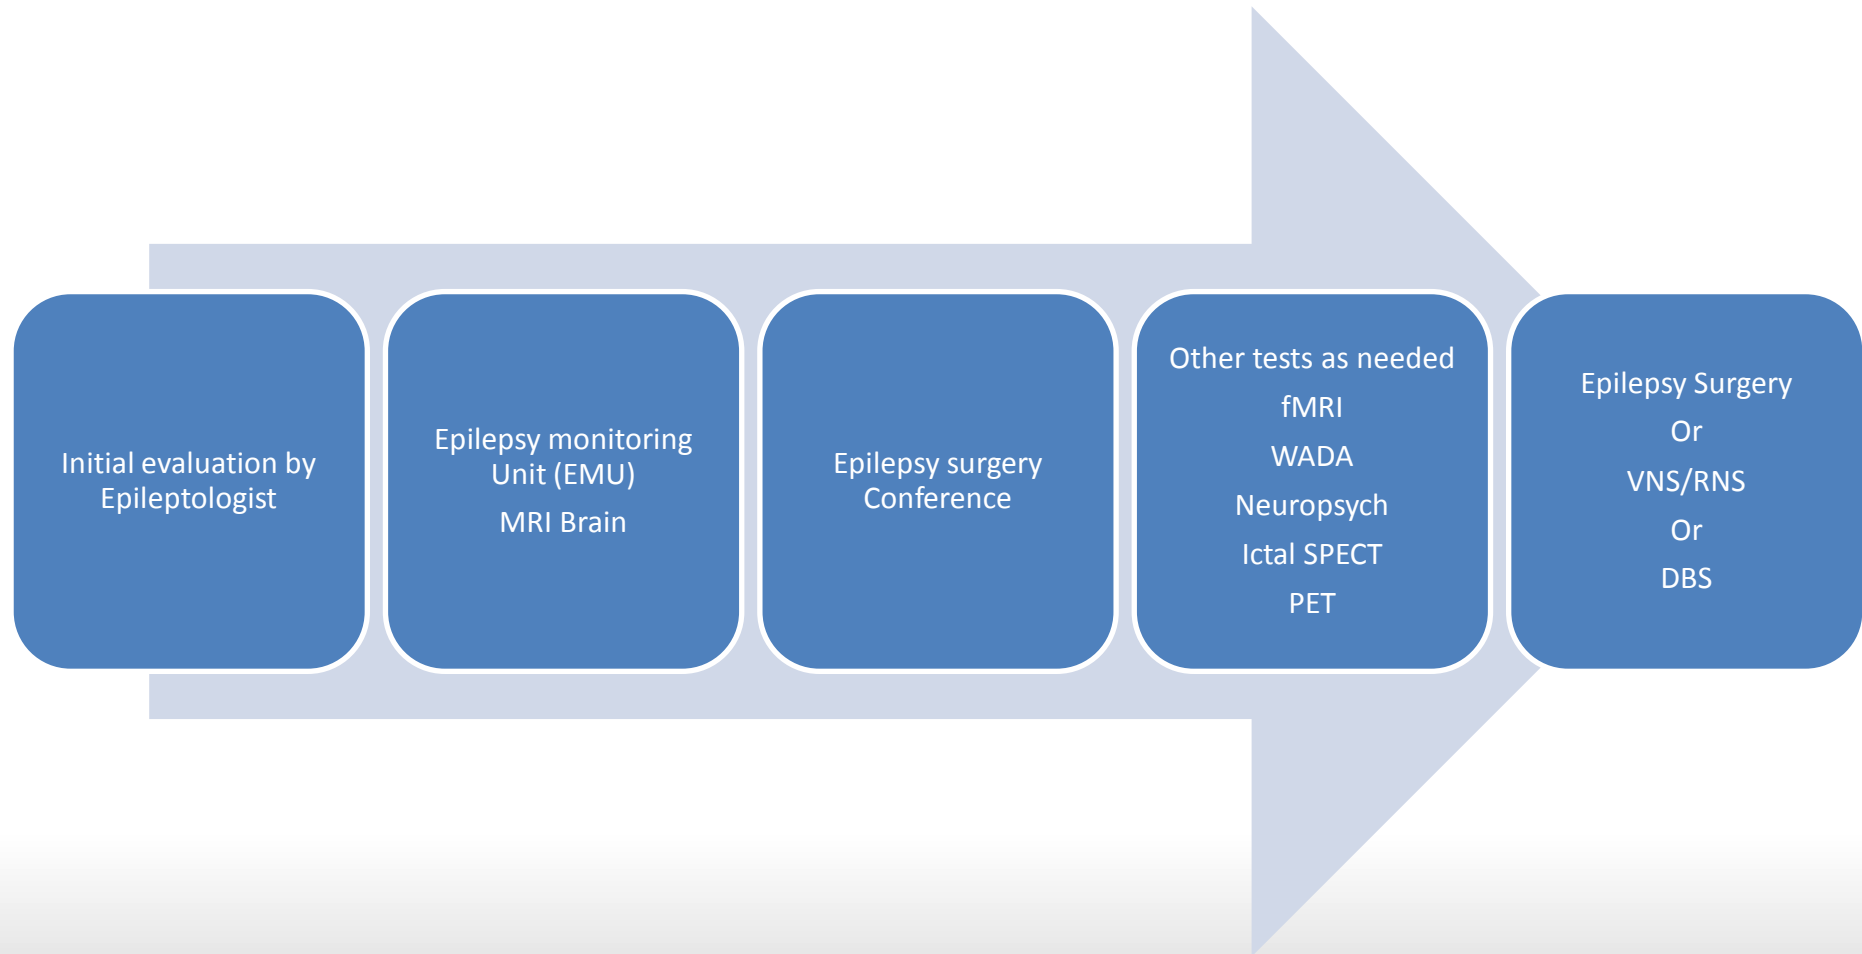 Initial evaluation by
Epileptologist
Epilepsy monitoring
Unit (EMU)
MRI Brain
Epilepsy surgery
Conference
Other tests as needed
fMRI
WADA
Neuropsych
Ictal SPECT
PET
Epilepsy Surgery
Or
VNS/RNS
Or
DBS